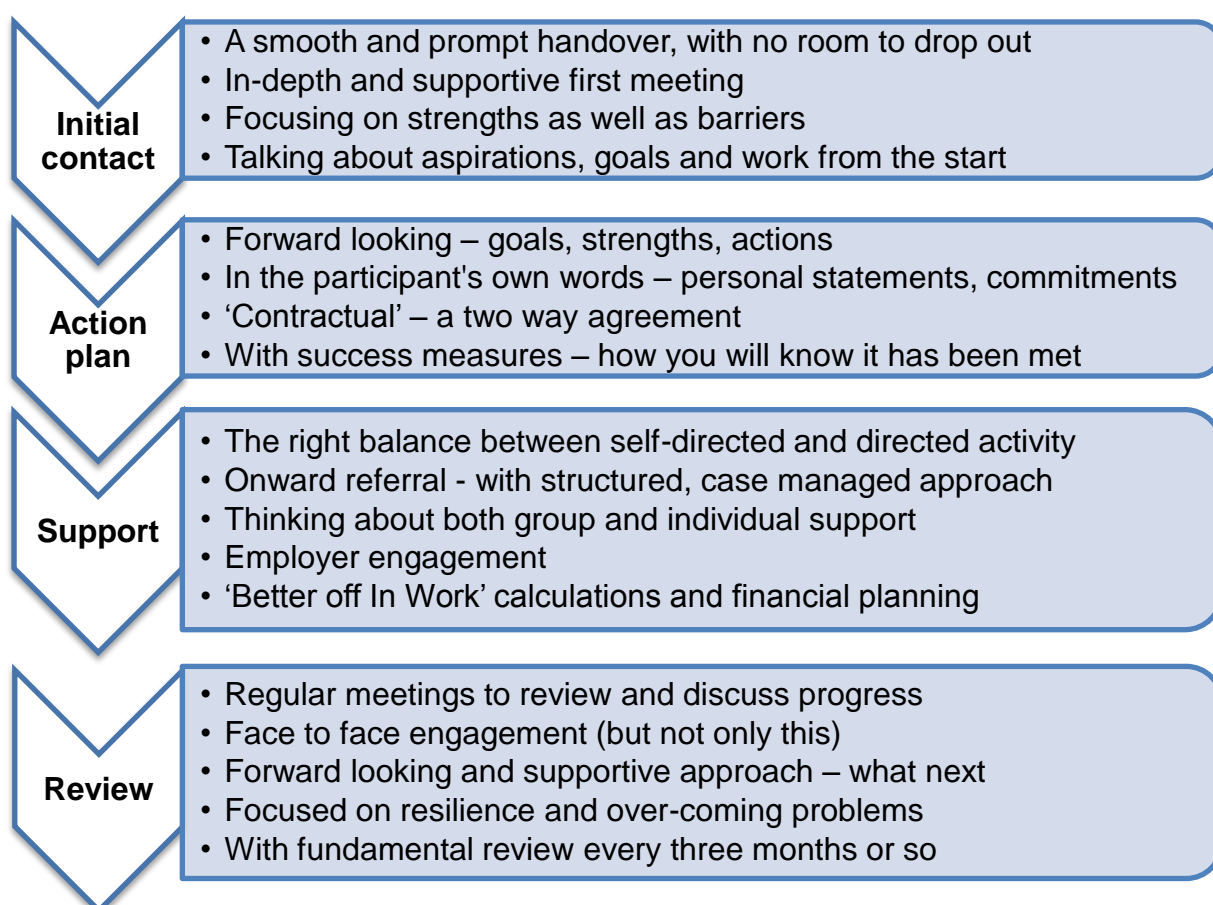 Initial
contact
• A smooth and prompt handover, with no room to drop out
• In-depth and supportive first meeting
• Focusing on strengths as well as barriers
• Talking about aspirations, goals and work from the start
Action
plan
• Forward looking – goals, strengths, actions
• In the participant's own words – personal statements, commitments
• ‘Contractual’ – a two way agreement
• With success measures – how you will know it has been met
Support
• The right balance between self-directed and directed activity
• Onward referral - with structured, case managed approach
• Thinking about both group and individual support
• Employer engagement
• ‘Better off In Work’ calculations and financial planning
Review
• Regular meetings to review and discuss progress
• Face to face engagement (but not only this)
• Forward looking and supportive approach – what next
• Focused on resilience and over-coming problems
• With fundamental review every three months or so